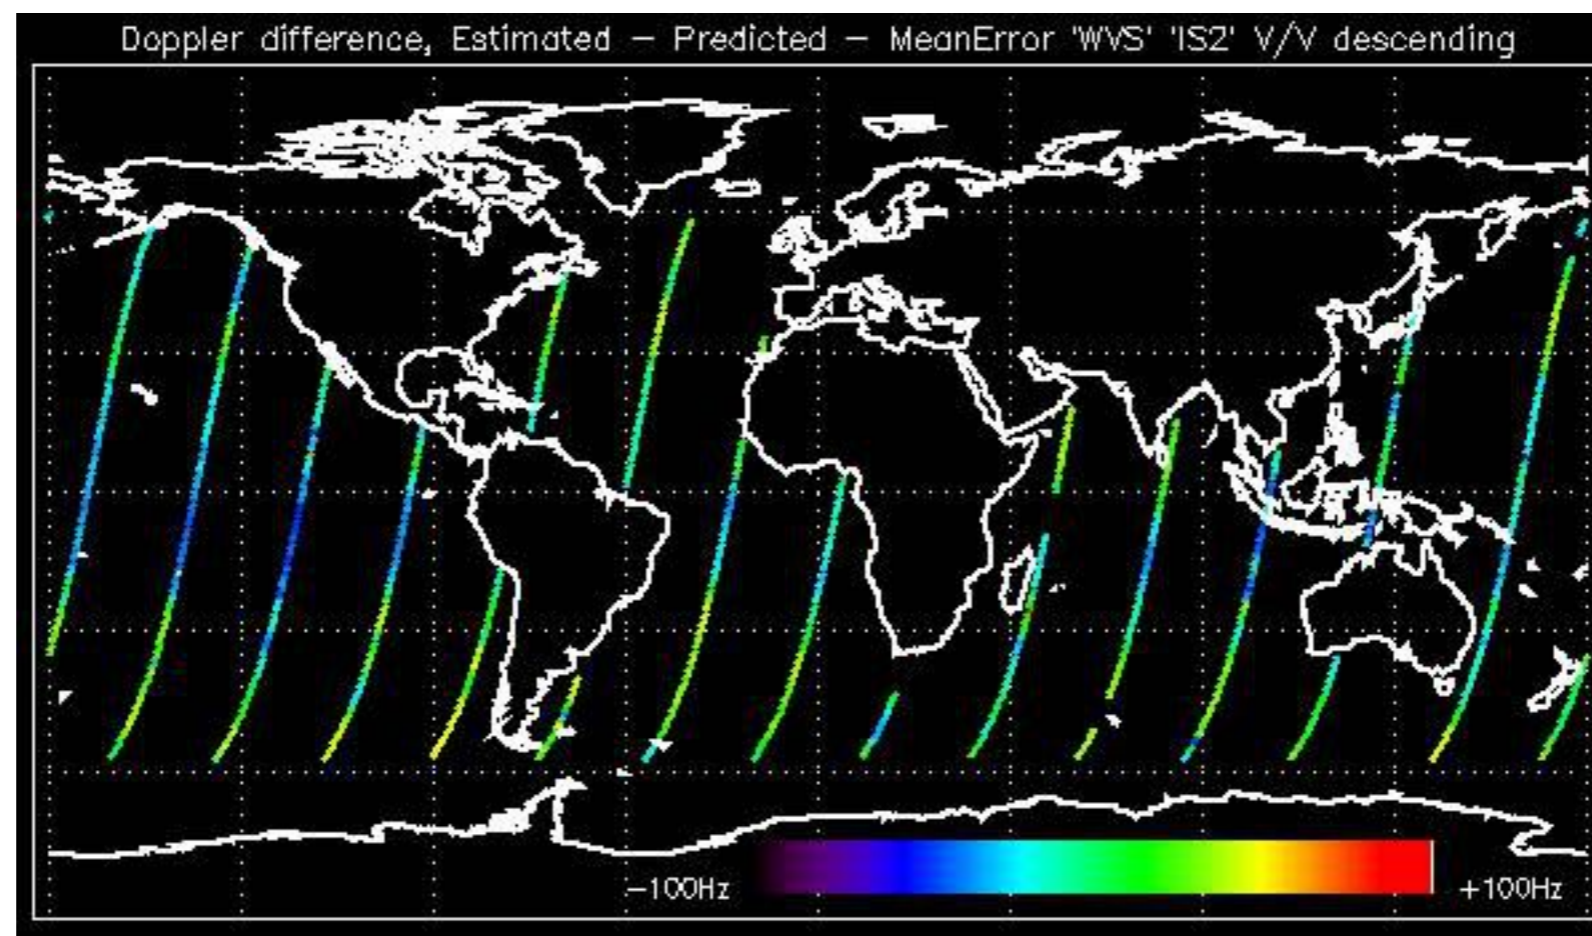 Doppler difference, Estimated – Predicted – MeanError 'WVS' 'IS2' V/V descending
–100Hz
+100Hz